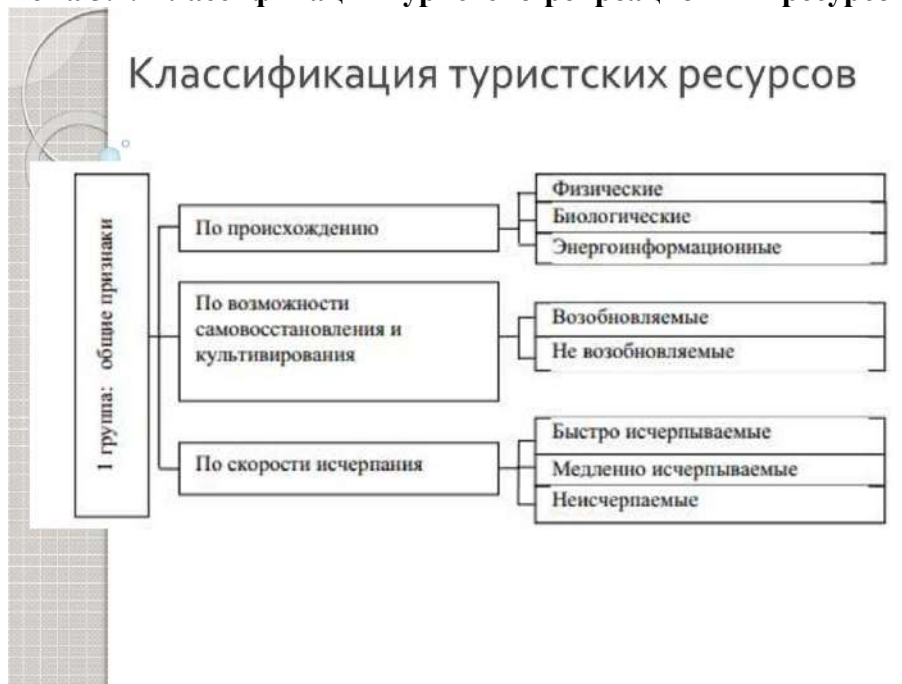 Классификация туристских ресурсов
1 группа: общие признаки
По происхождению
Физические
Биологические
Энергоинформационные
По возможности
самовосстановления и
культивирования
Возобновляемые
Не возобновляемые
По скорости исчерпания
Быстро исчерпываемые
Медленно исчерпываемые
Неисчерпаемые